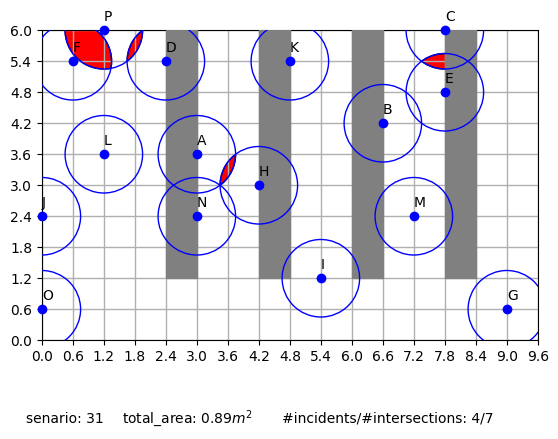 P C
F D K E
B
L A H
J N M
I
O G
6.0
5.4
4.8
4.2
3.6
3.0
2.4
1.8
1.2
0.6
0.0
0.0 0.6 1.2 1.8 2.4 3.0 3.6 4.2 4.8 5.4 6.0 6.6 7.2 7.8 8.4 9.0 9.6
senario: 31 total_area: 0.89m² #incidents/#intersections: 4/7